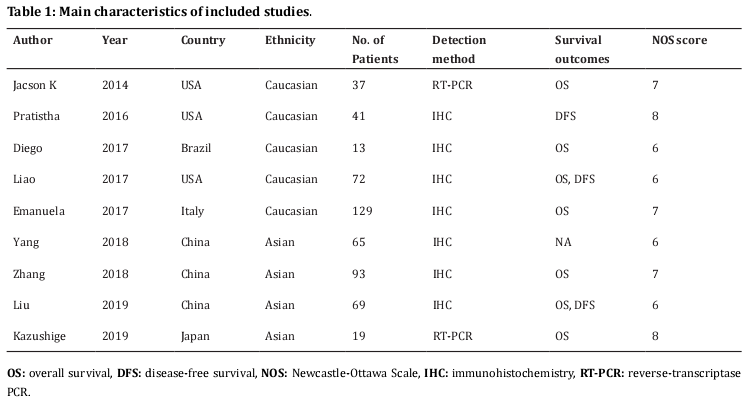 Table 1: Main characteristics of included studies.
Author Year Country Ethnicity No. of Patients Detection method Survival outcomes NOS score
Jacson K 2014 USA Caucasian 37 RT-PCR OS 7
Pratistha 2016 USA Caucasian 41 IHC DFS 8
Diego 2017 Brazil Caucasian 13 IHC OS 6
Liao 2017 USA Caucasian 72 IHC OS, DFS 6
Emanuela 2017 Italy Caucasian 129 IHC OS 7
Yang 2018 China Asian 65 IHC NA 6
Zhang 2018 China Asian 93 IHC OS 7
Liu 2019 China Asian 69 IHC OS, DFS 6
Kazushige 2019 Japan Asian 19 RT-PCR OS 8
OS: overall survival, DFS: disease-free survival, NOS: Newcastle-Ottawa Scale, IHC: immunohistochemistry, RT-PCR: reverse-transcriptase
PCR.